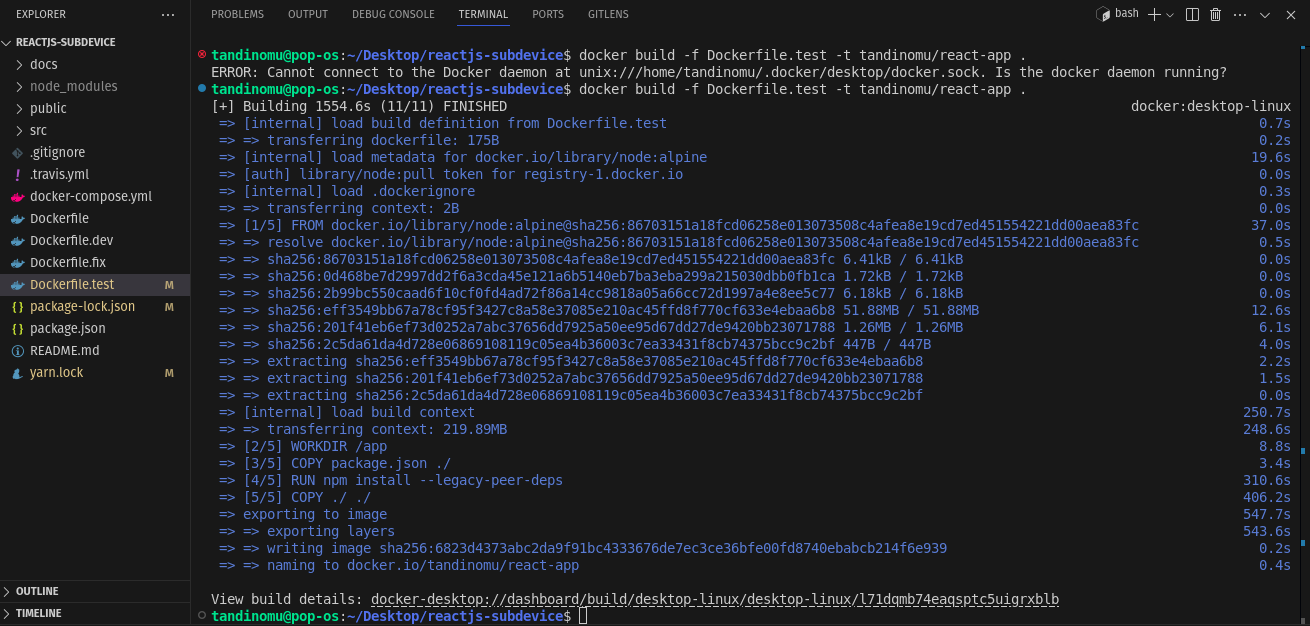 EXPLORER ...
REACTJS-SUBDEVICE
docs
node_modules
public
src
.gitignore
.travis.yml
docker-compose.yml
Dockerfile
Dockerfile.dev
Dockerfile.fix
Dockerfile.test M
package-lock.json M
package.json
README.md
yarn.lock M
OUTLINE
TIMELINE
PROBLEMS OUTPUT DEBUG CONSOLE TERMINAL PORTS GITLENS bash
tandinomu@pop-os:~/Desktop/reactjs-subdevice$ docker build -f Dockerfile.test -t tandinomu/react-app .
ERROR: Cannot connect to the Docker daemon at unix:///home/tandinomu/.docker/desktop/docker.sock. Is the docker daemon running?
tandinomu@pop-os:~/Desktop/reactjs-subdevice$ docker build -f Dockerfile.test -t tandinomu/react-app .
[+] Building 1554.6s (11/11) FINISHED docker:desktop-linux
=> [internal] load build definition from Dockerfile.test 0.7s
=> => transferring dockerfile: 175B 0.2s
=> [internal] load metadata for docker.io/library/node:alpine 19.6s
=> [auth] library/node:pull token for registry-1.docker.io 0.0s
=> [internal] load .dockerignore 0.3s
=> => transferring context: 2B 0.0s
=> [1/5] FROM docker.io/library/node:alpine@sha256:86703151a18fcd06258e013073508c4afea8e19cd7ed451554221dd00aea83fc 37.0s
=> => resolve docker.io/library/node:alpine@sha256:86703151a18fcd06258e013073508c4afea8e19cd7ed451554221dd00aea83fc 0.5s
=> => sha256:86703151a18fcd06258e013073508c4afea8e19cd7ed451554221dd00aea83fc 6.41kB / 6.41kB 0.0s
=> => sha256:0d468be7d2997dd2f6a3cda45e121a6b5140eb7ba3eba299a215030dbb0fb1ca 1.72kB / 1.72kB 0.0s
=> => sha256:2b99bc550caad6f10cf0fd4ad72f86a14cc9818a05a66cc72d1997a4e8ee5c77 6.18kB / 6.18kB 0.0s
=> => sha256:eff3549bb67a78cf95f3427c8a58e37085e210ac45ffd8f770cf633e4ebaa6b8 51.88MB / 51.88MB 12.6s
=> => sha256:201f41eb6ef73d0252a7abc37656dd7925a50ee95d67dd27de9420bb23071788 1.26MB / 1.26MB 6.1s
=> => sha256:2c5da61da4d728e06869108119c05ea4b36003c7ea33431f8cb74375bcc9c2bf 447B / 447B 4.0s
=> => extracting sha256:eff3549bb67a78cf95f3427c8a58e37085e210ac45ffd8f770cf633e4ebaa6b8 2.2s
=> => extracting sha256:201f41eb6ef73d0252a7abc37656dd7925a50ee95d67dd27de9420bb23071788 1.5s
=> => extracting sha256:2c5da61da4d728e06869108119c05ea4b36003c7ea33431f8cb74375bcc9c2bf 0.0s
=> [internal] load build context 250.7s
=> => transferring context: 219.89MB 248.6s
=> [2/5] WORKDIR /app 8.8s
=> [3/5] COPY package.json ./ 3.4s
=> [4/5] RUN npm install --legacy-peer-deps 310.6s
=> [5/5] COPY ./ ./ 406.2s
=> exporting to image 547.7s
=> => exporting layers 543.6s
=> => writing image sha256:6823d4373abc2da9f91bc4333676de7ec3ce36bfe00fd8740ebabcb214f6e939 0.2s
=> => naming to docker.io/tandinomu/react-app 0.4s
View build details: docker-desktop://dashboard/build/desktop-linux/desktop-linux/l71dqmb74eaqsptc5uigrxblb
tandinomu@pop-os:~/Desktop/reactjs-subdevice$